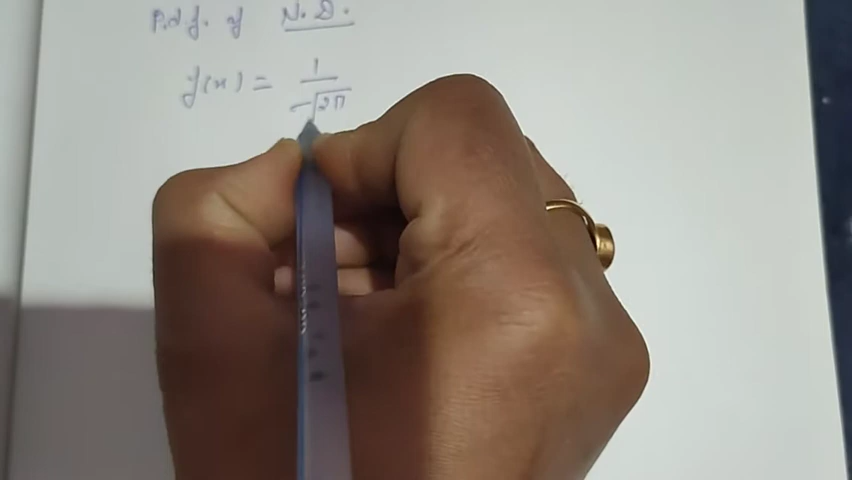 P.d.f. of N.D.
f(x) = 1/√2π